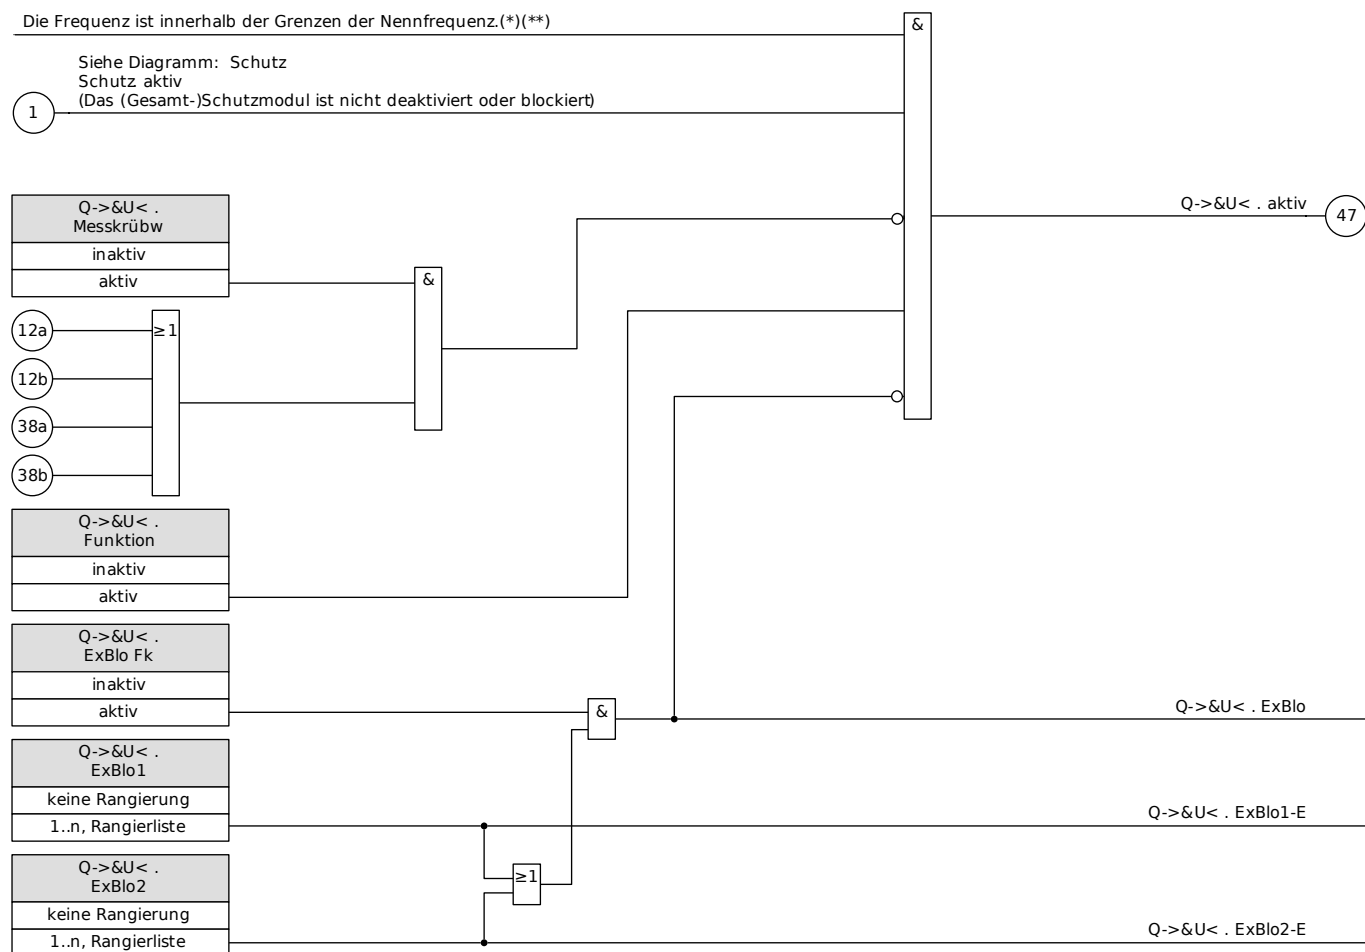 Die Frequenz ist innerhalb der Grenzen der Nennfrequenz.(*)(**)
&
Siehe Diagramm: Schutz
Schutz aktiv
(Das (Gesamt-)Schutzmodul ist nicht deaktiviert oder blockiert)
1
Q->&U< . aktiv
47
Q->&U< .
Messkrübw
inaktiv
aktiv
&
12a
≥1
12b
38a
38b
Q->&U< .
Funktion
inaktiv
aktiv
Q->&U< .
ExBlo Fk
inaktiv
aktiv
&
Q->&U< . ExBlo
Q->&U< .
ExBlo1
keine Rangierung
1..n, Rangierliste
Q->&U< . ExBlo1-E
≥1
Q->&U< .
ExBlo2
keine Rangierung
1..n, Rangierliste
Q->&U< . ExBlo2-E